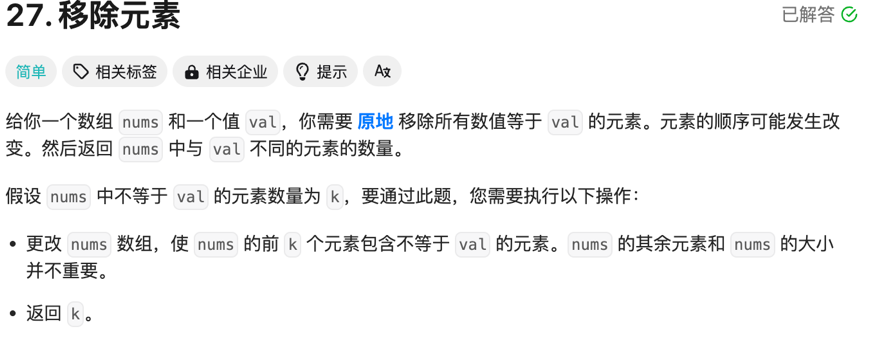 27. 移除元素
已解答
简单
相关标签
相关企业
提示
给你一个数组 nums 和一个值 val，你需要 原地 移除所有数值等于 val 的元素。元素的顺序可能发生改
变。然后返回 nums 中与 val 不同的元素的数量。
假设 nums 中不等于 val 的元素数量为 k，要通过此题，您需要执行以下操作：
• 更改 nums 数组，使 nums 的前 k 个元素包含不等于 val 的元素。nums 的其余元素和 nums 的大小
并不重要。
• 返回 k。